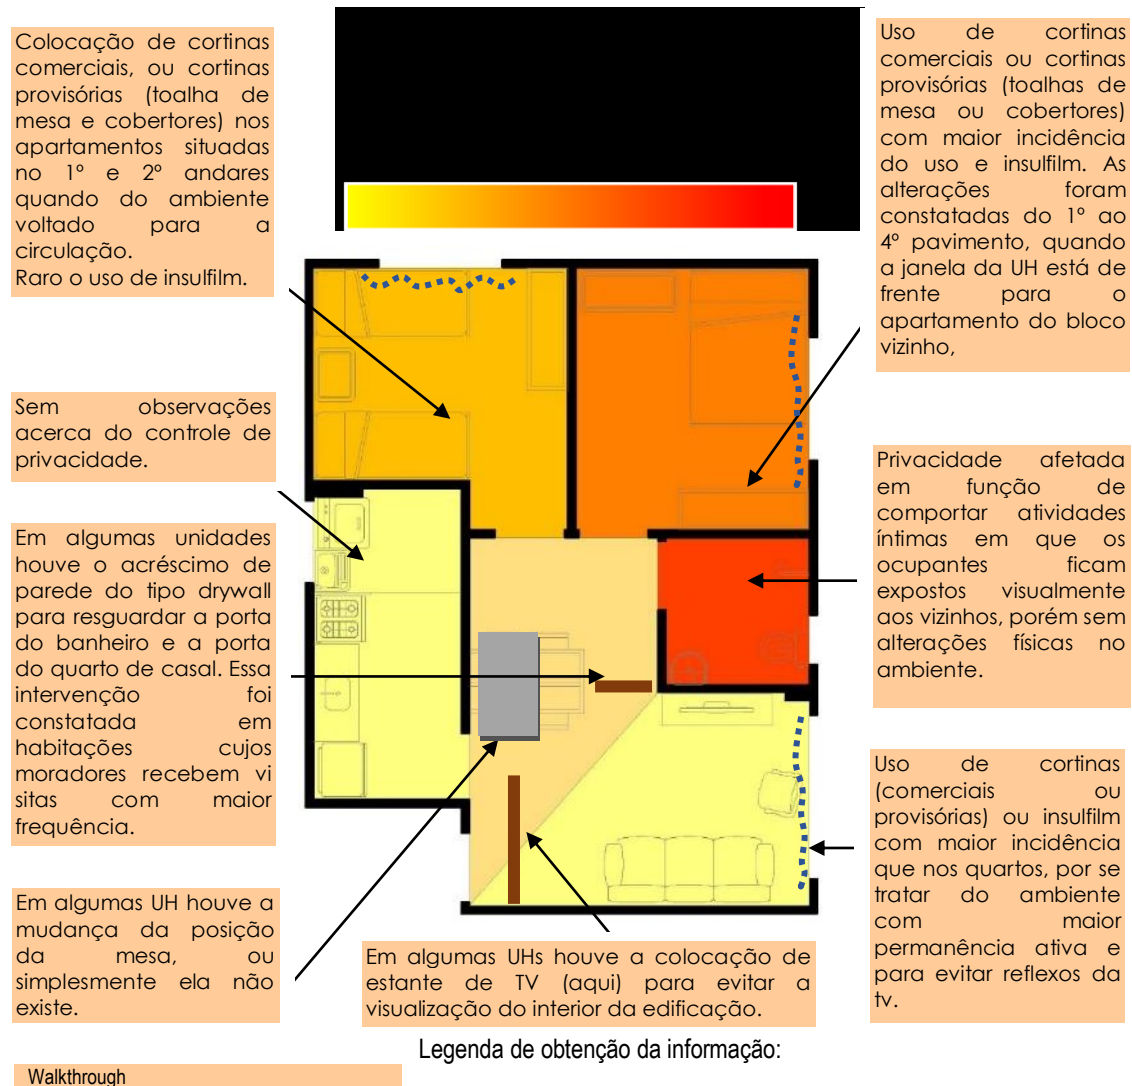 Colocação de cortinas
comerciais, ou cortinas
provisórias (toalha de
mesa e cobertores) nos
apartamentos situadas
no 1º e 2º andares
quando do ambiente
voltado para a
circulação.
Raro o uso de insulfilm.
Sem observações
acerca do controle de
privacidade.
Em algumas unidades
houve o acréscimo de
parede do tipo drywall
para resguardar a porta
do banheiro e a porta
do quarto de casal. Essa
intervenção foi
constatada em
habitações cujos
moradores recebem vi
sitas com maior
frequência.
Em algumas UH houve a
mudança da posição
da mesa, ou
simplesmente ela não
existe.
Uso de cortinas
comerciais ou cortinas
provisórias (toalhas de
mesa ou cobertores)
com maior incidência
do uso e insulfilm. As
alterações foram
constatadas do 1º ao
4º pavimento, quando
a janela da UH está de
frente para o
apartamento do bloco
vizinho,
Privacidade afetada
em função de
comportar atividades
íntimas em que os
ocupantes ficam
expostos visualmente
aos vizinhos, porém sem
alterações físicas no
ambiente.
Uso de cortinas
(comerciais ou
provisórias) ou insulfilm
com maior incidência
que nos quartos, por se
tratar do ambiente
com maior
permanência ativa e
para evitar reflexos da
tv.
Em algumas UHs houve a colocação de
estante de TV (aqui) para evitar a
visualização do interior da edificação.
Legenda de obtenção da informação:
Walkthrough